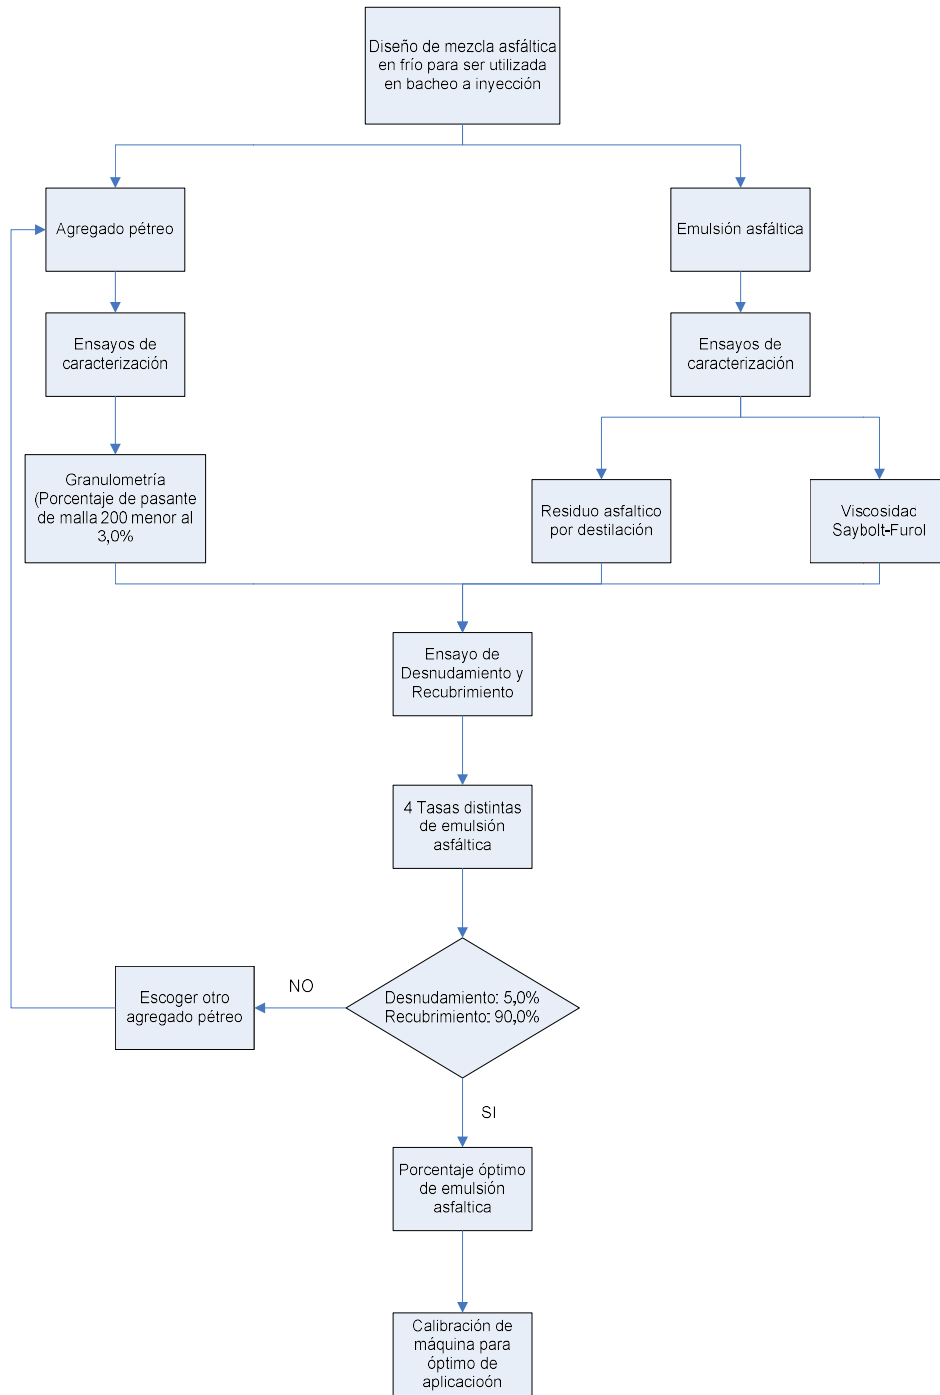 Diseño de mezcla asfáltica
en frío para ser utilizada
en bacheo a inyección
Agregado pétreo
Emulsión asfáltica
Ensayos de
caracterización
Ensayos de
caracterización
Granulometría
(Porcentaje de pasante
de malla 200 menor al
3,0%
Residuo asfaltico
por destilación
Viscosidad
Saybolt-Furol
Ensayo de
Desnudamiento y
Recubrimiento
4 Tasas distintas
de emulsión
asfáltica
Desnudamiento: 5,0%
Recubrimiento: 90,0%
NO
Escoger otro
agregado pétreo
SI
Porcentaje óptimo
de emulsión
asfaltica
Calibración de
máquina para
óptimo de
aplicacioón